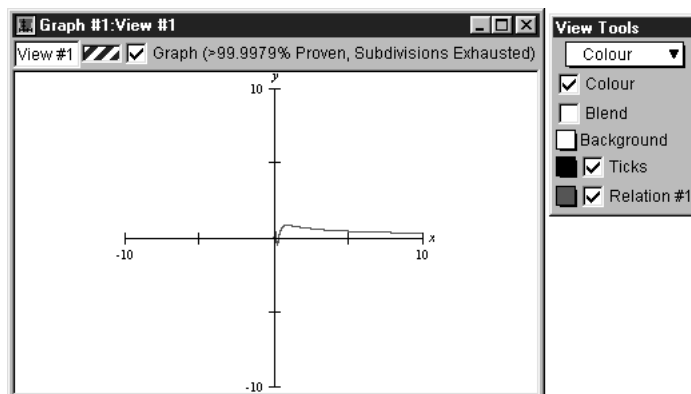 Graph #1:View #1
View #1 Graph (>99.9979% Proven, Subdivisions Exhausted)
y
10
-10
10
x
-10
View Tools
Colour
Colour
Blend
Background
Ticks
Relation #1